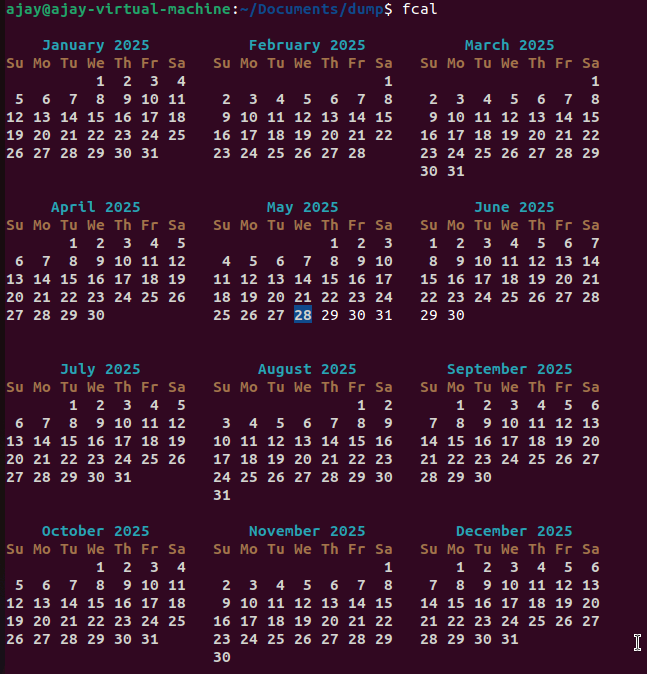 ajay@ajay-virtual-machine:~/Documents/dump$ fcal
    January 2025          February 2025           March 2025
Su Mo Tu We Th Fr Sa   Su Mo Tu We Th Fr Sa   Su Mo Tu We Th Fr Sa
          1  2  3  4                      1                      1
 5  6  7  8  9 10 11    2  3  4  5  6  7  8    2  3  4  5  6  7  8
12 13 14 15 16 17 18    9 10 11 12 13 14 15    9 10 11 12 13 14 15
19 20 21 22 23 24 25   16 17 18 19 20 21 22   16 17 18 19 20 21 22
26 27 28 29 30 31      23 24 25 26 27 28      23 24 25 26 27 28 29
                                              30 31
     April 2025              May 2025               June 2025
Su Mo Tu We Th Fr Sa   Su Mo Tu We Th Fr Sa   Su Mo Tu We Th Fr Sa
       1  2  3  4  5                1  2  3    1  2  3  4  5  6  7
 6  7  8  9 10 11 12    4  5  6  7  8  9 10    8  9 10 11 12 13 14
13 14 15 16 17 18 19   11 12 13 14 15 16 17   15 16 17 18 19 20 21
20 21 22 23 24 25 26   18 19 20 21 22 23 24   22 23 24 25 26 27 28
27 28 29 30            25 26 27 28 29 30 31   29 30
      July 2025             August 2025          September 2025
Su Mo Tu We Th Fr Sa   Su Mo Tu We Th Fr Sa   Su Mo Tu We Th Fr Sa
       1  2  3  4  5                   1  2       1  2  3  4  5  6
 6  7  8  9 10 11 12    3  4  5  6  7  8  9    7  8  9 10 11 12 13
13 14 15 16 17 18 19   10 11 12 13 14 15 16   14 15 16 17 18 19 20
20 21 22 23 24 25 26   17 18 19 20 21 22 23   21 22 23 24 25 26 27
27 28 29 30 31         24 25 26 27 28 29 30   28 29 30
                       31
    October 2025           November 2025          December 2025
Su Mo Tu We Th Fr Sa   Su Mo Tu We Th Fr Sa   Su Mo Tu We Th Fr Sa
          1  2  3  4                      1       1  2  3  4  5  6
 5  6  7  8  9 10 11    2  3  4  5  6  7  8    7  8  9 10 11 12 13
12 13 14 15 16 17 18    9 10 11 12 13 14 15   14 15 16 17 18 19 20
19 20 21 22 23 24 25   16 17 18 19 20 21 22   21 22 23 24 25 26 27
26 27 28 29 30 31      23 24 25 26 27 28 29   28 29 30 31
                       30